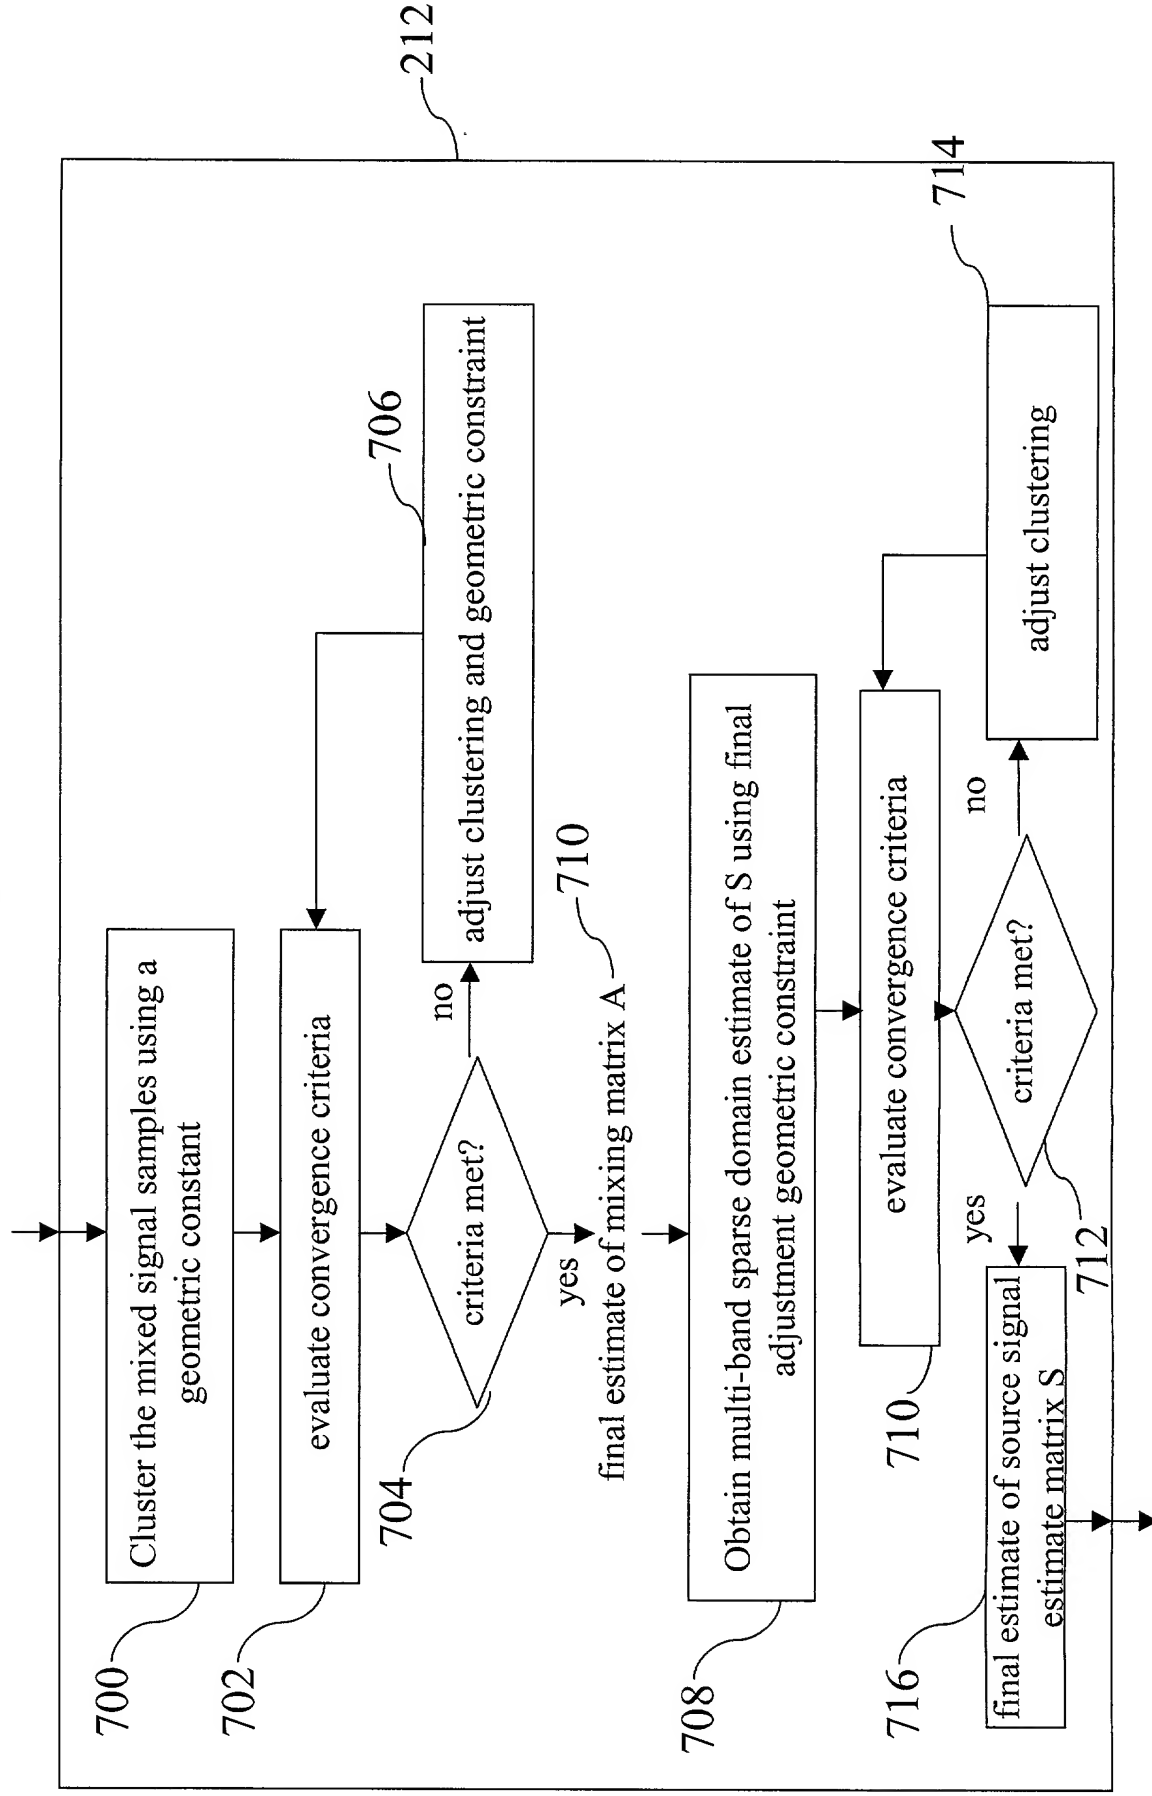 212
700
Cluster the mixed signal samples using a
geometric constant
702
evaluate convergence criteria
704
criteria met?
no
706
adjust clustering and geometric constraint
yes
final estimate of mixing matrix A
710
708
Obtain multi-band sparse domain estimate of S using final
adjustment geometric constraint
710
evaluate convergence criteria
712
criteria met?
no
714
adjust clustering
yes
716
final estimate of source signal
estimate matrix S